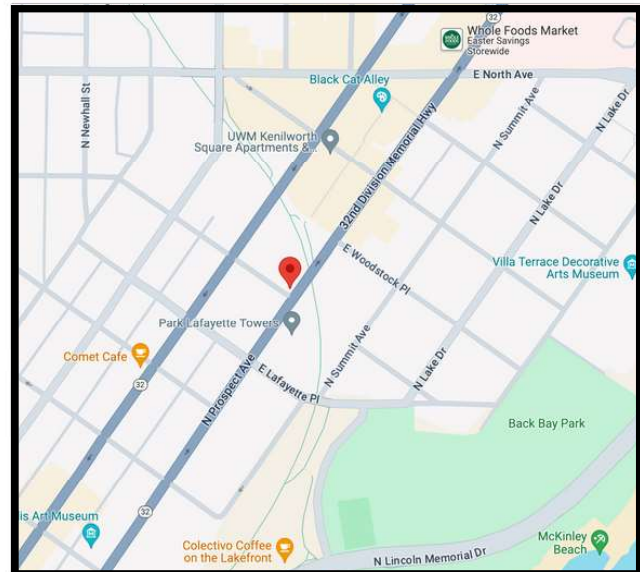 32
WHOLE
FOODS
Whole Foods Market
Easter Savings
Storewide
Black Cat Alley
E North Ave
N Newhall St
UWM Kenilworth
Square Apartments &...
32nd Division Memorial Hwy
N Summit Ave
N Lake Dr
N Lake Dr
E Woodstock Pl
Villa Terrace Decorative
Arts Museum
Park Lafayette Towers
Comet Cafe
32
N Prospect Ave
E Lafayette Pl
N Summit Ave
N Lake Dr
Back Bay Park
32
lis Art Museum
Colectivo Coffee
on the Lakefront
N Lincoln Memorial Dr
McKinley
Beach